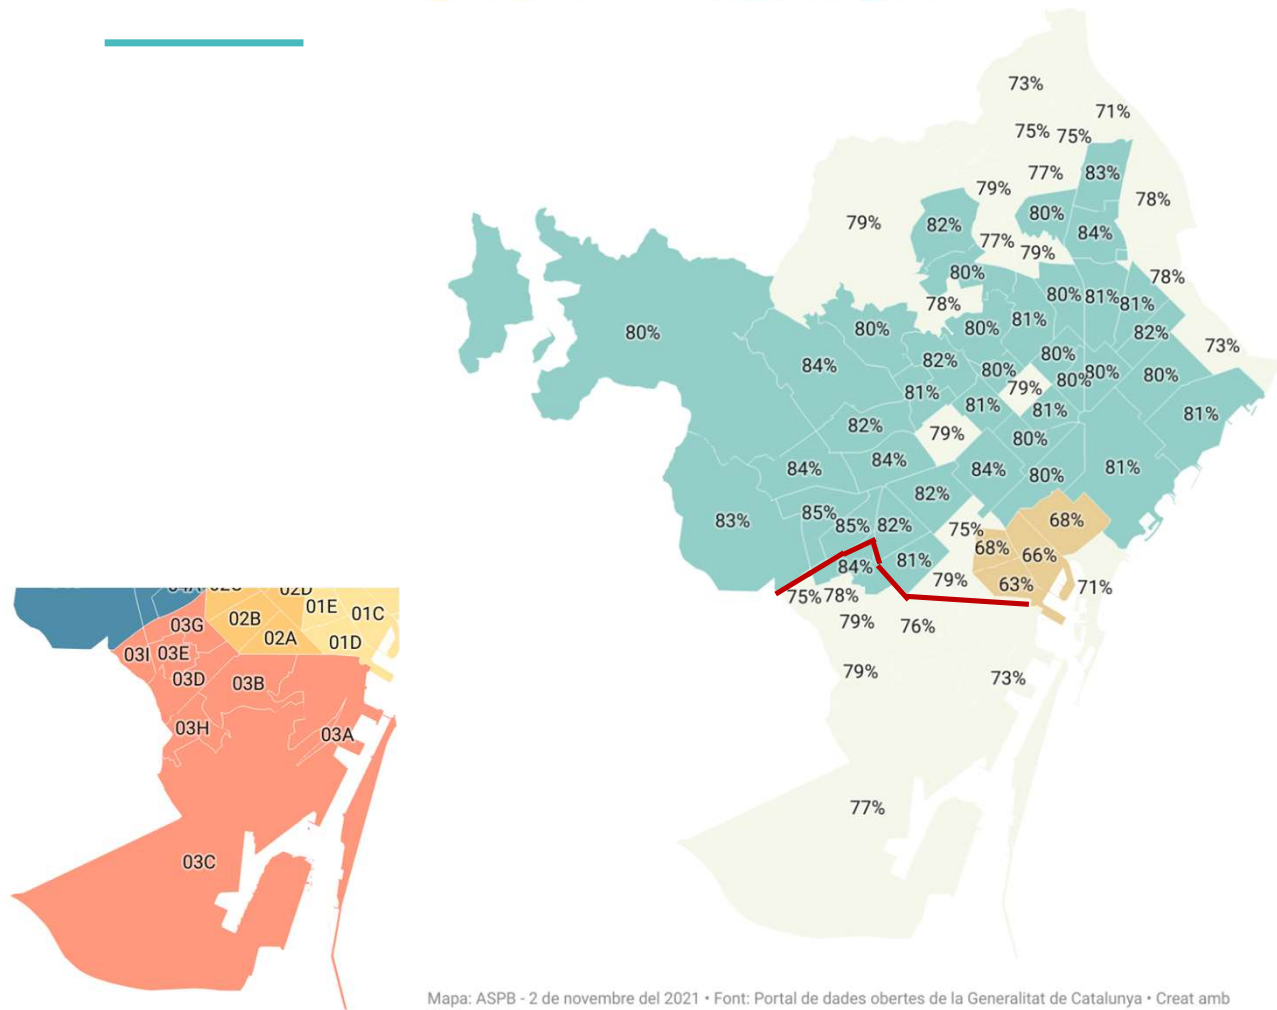 73%
71%
75% 75%
77% 83%
79%
78%
79% 82% 80%
77% 84%
79%
80% 78%
78% 80% 81% 81%
80% 80% 80% 81% 82%
73%
84% 82% 80% 80% 80% 80% 80%
81% 79%
81% 81% 81%
82% 79% 80%
84% 84% 84% 80% 81%
82%
83% 85% 85% 82% 75% 68%
68% 66%
84% 81% 79% 63% 71%
75% 78%
79% 76%
79% 73%
77%
02D
01E 01C
03G 02B
02A 01D
03I 03E
03D 03B
03H 03A
03C
Mapa: ASPB - 2 de novembre del 2021 • Font: Portal de dades obertes de la Generalitat de Catalunya • Creat amb